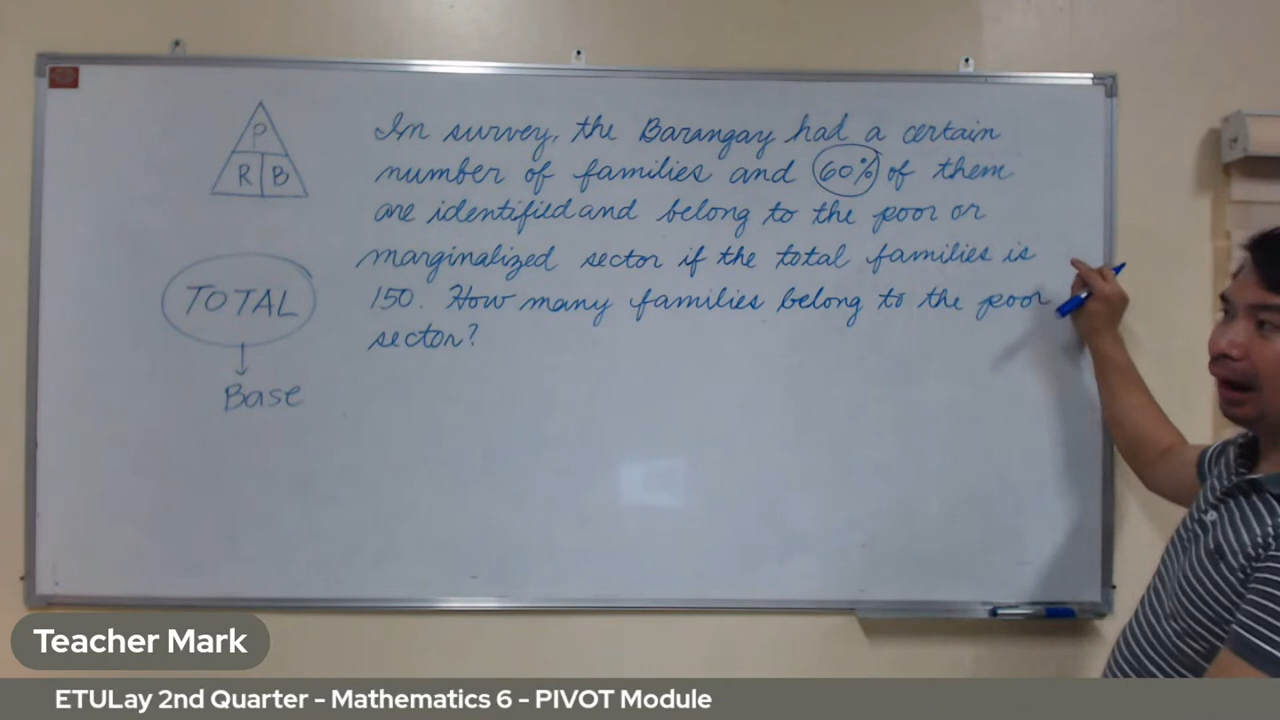 P
R B
TOTAL
Base
In survey, the Barangay had a certain
number of families and 60% of them
are identified and belong to the poor or
marginalized sector if the total families is
150. How many families belong to the poor
sector?
Teacher Mark
ETULay 2nd Quarter - Mathematics 6 - PIVOT Module